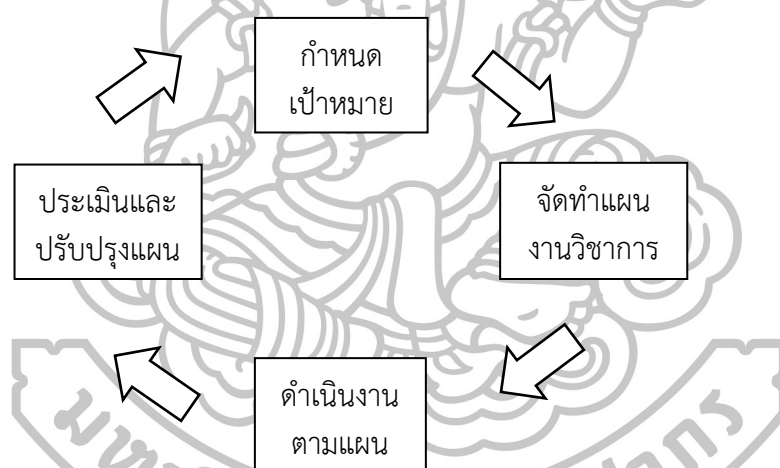 กำหนด
เป้าหมาย
จัดทำแผน
งานวิชาการ
ดำเนินงาน
ตามแผน
ประเมินและ
ปรับปรุงแผน